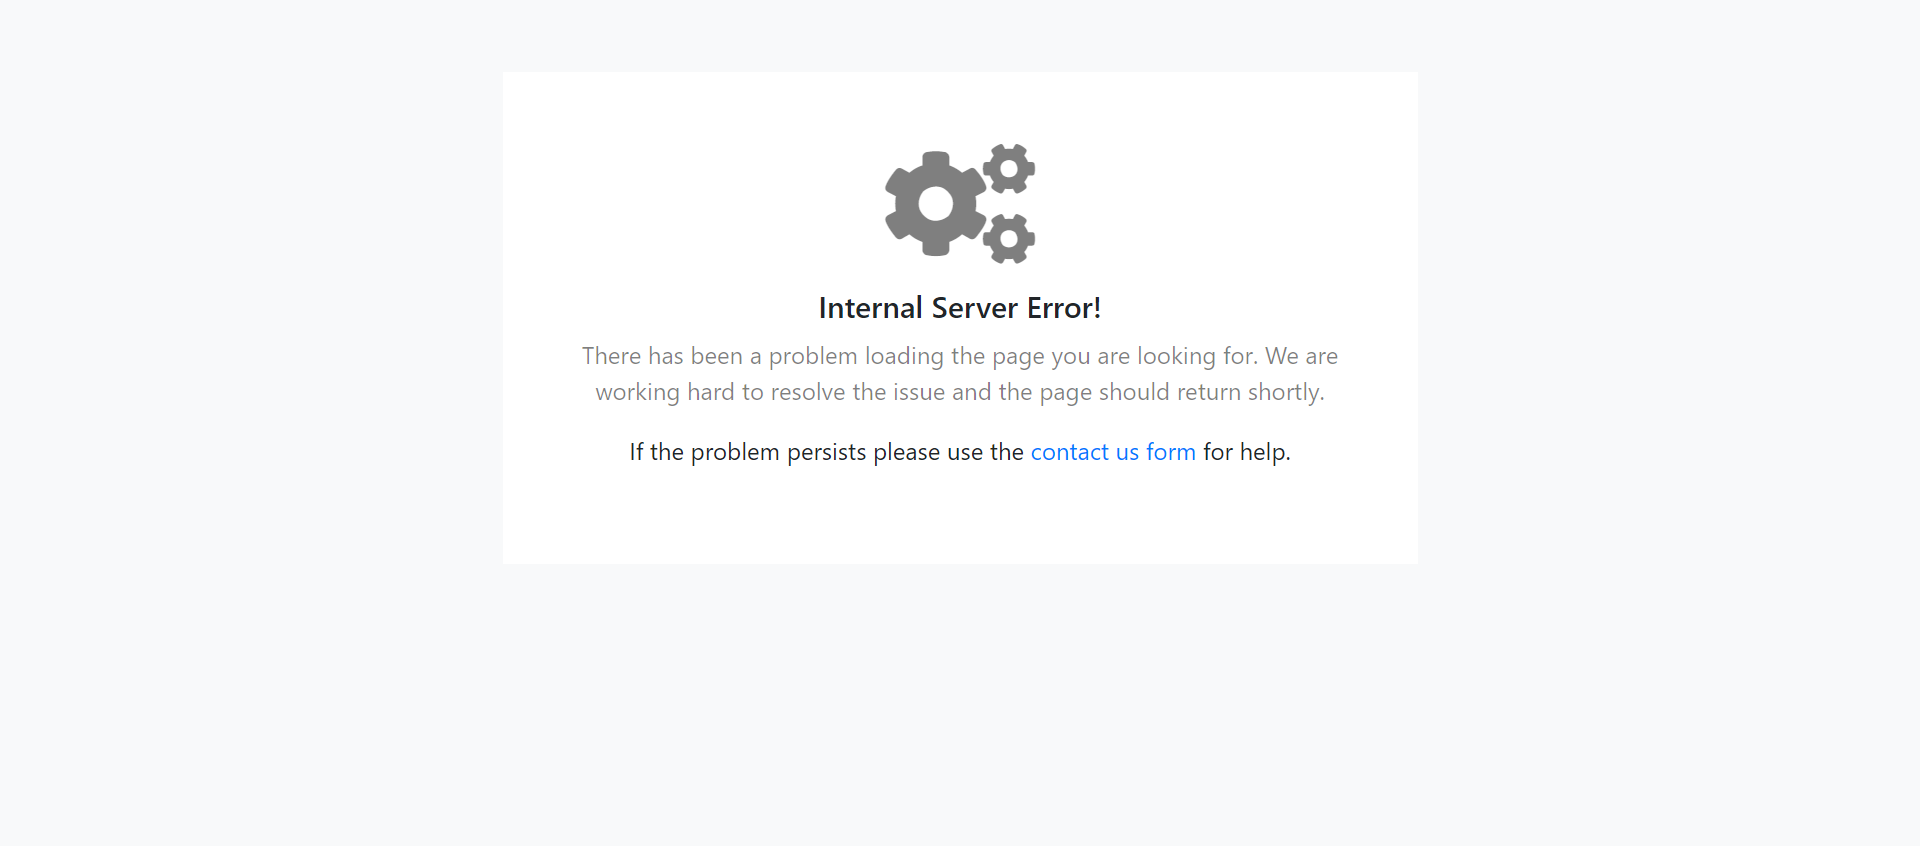 Internal Server Error!
There has been a problem loading the page you are looking for. We are
working hard to resolve the issue and the page should return shortly.
If the problem persists please use the contact us form for help.